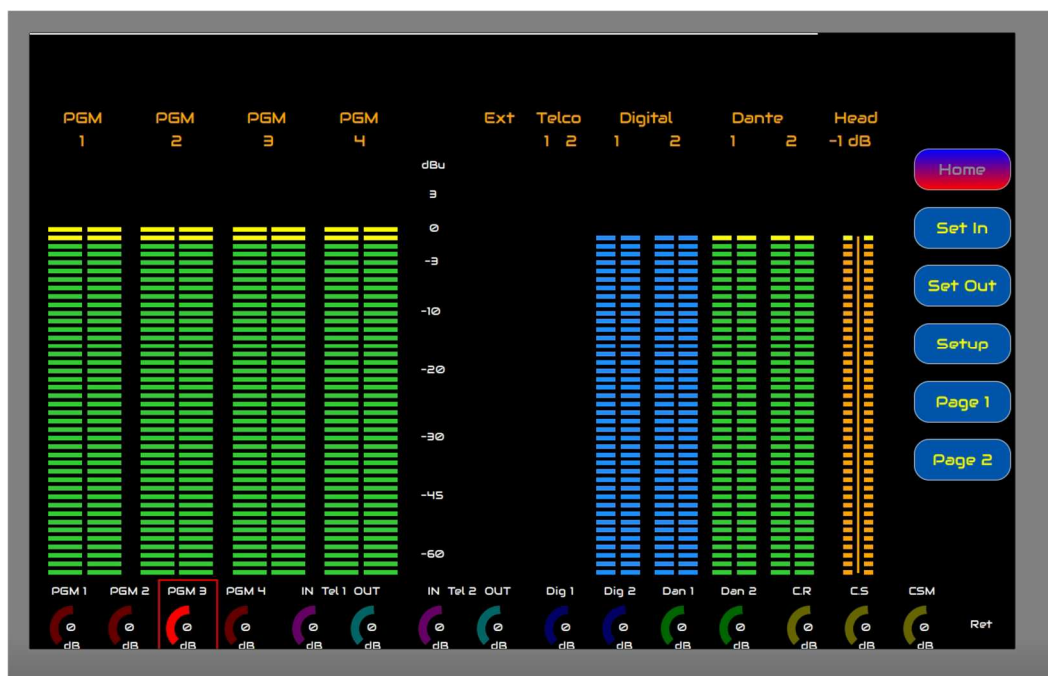 PGM PGM PGM PGM Ext Telco Digital Dante Head
1 2 3 4 1 2 1 2 1 2 -1 dB
dBu
3
0
-3
-10
-20
-30
-45
-60
Home
Set In
Set Out
Setup
Page 1
Page 2
PGM 1 PGM 2 PGM 3 PGM 4 IN Tel 1 OUT IN Tel 2 OUT Dig 1 Dig 2 Dan 1 Dan 2 C.R C.S CSM
0 0 0 0 0 0 0 0 0 0 0 0 0 0 0 Ret
dB dB dB dB dB dB dB dB dB dB dB dB dB dB dB